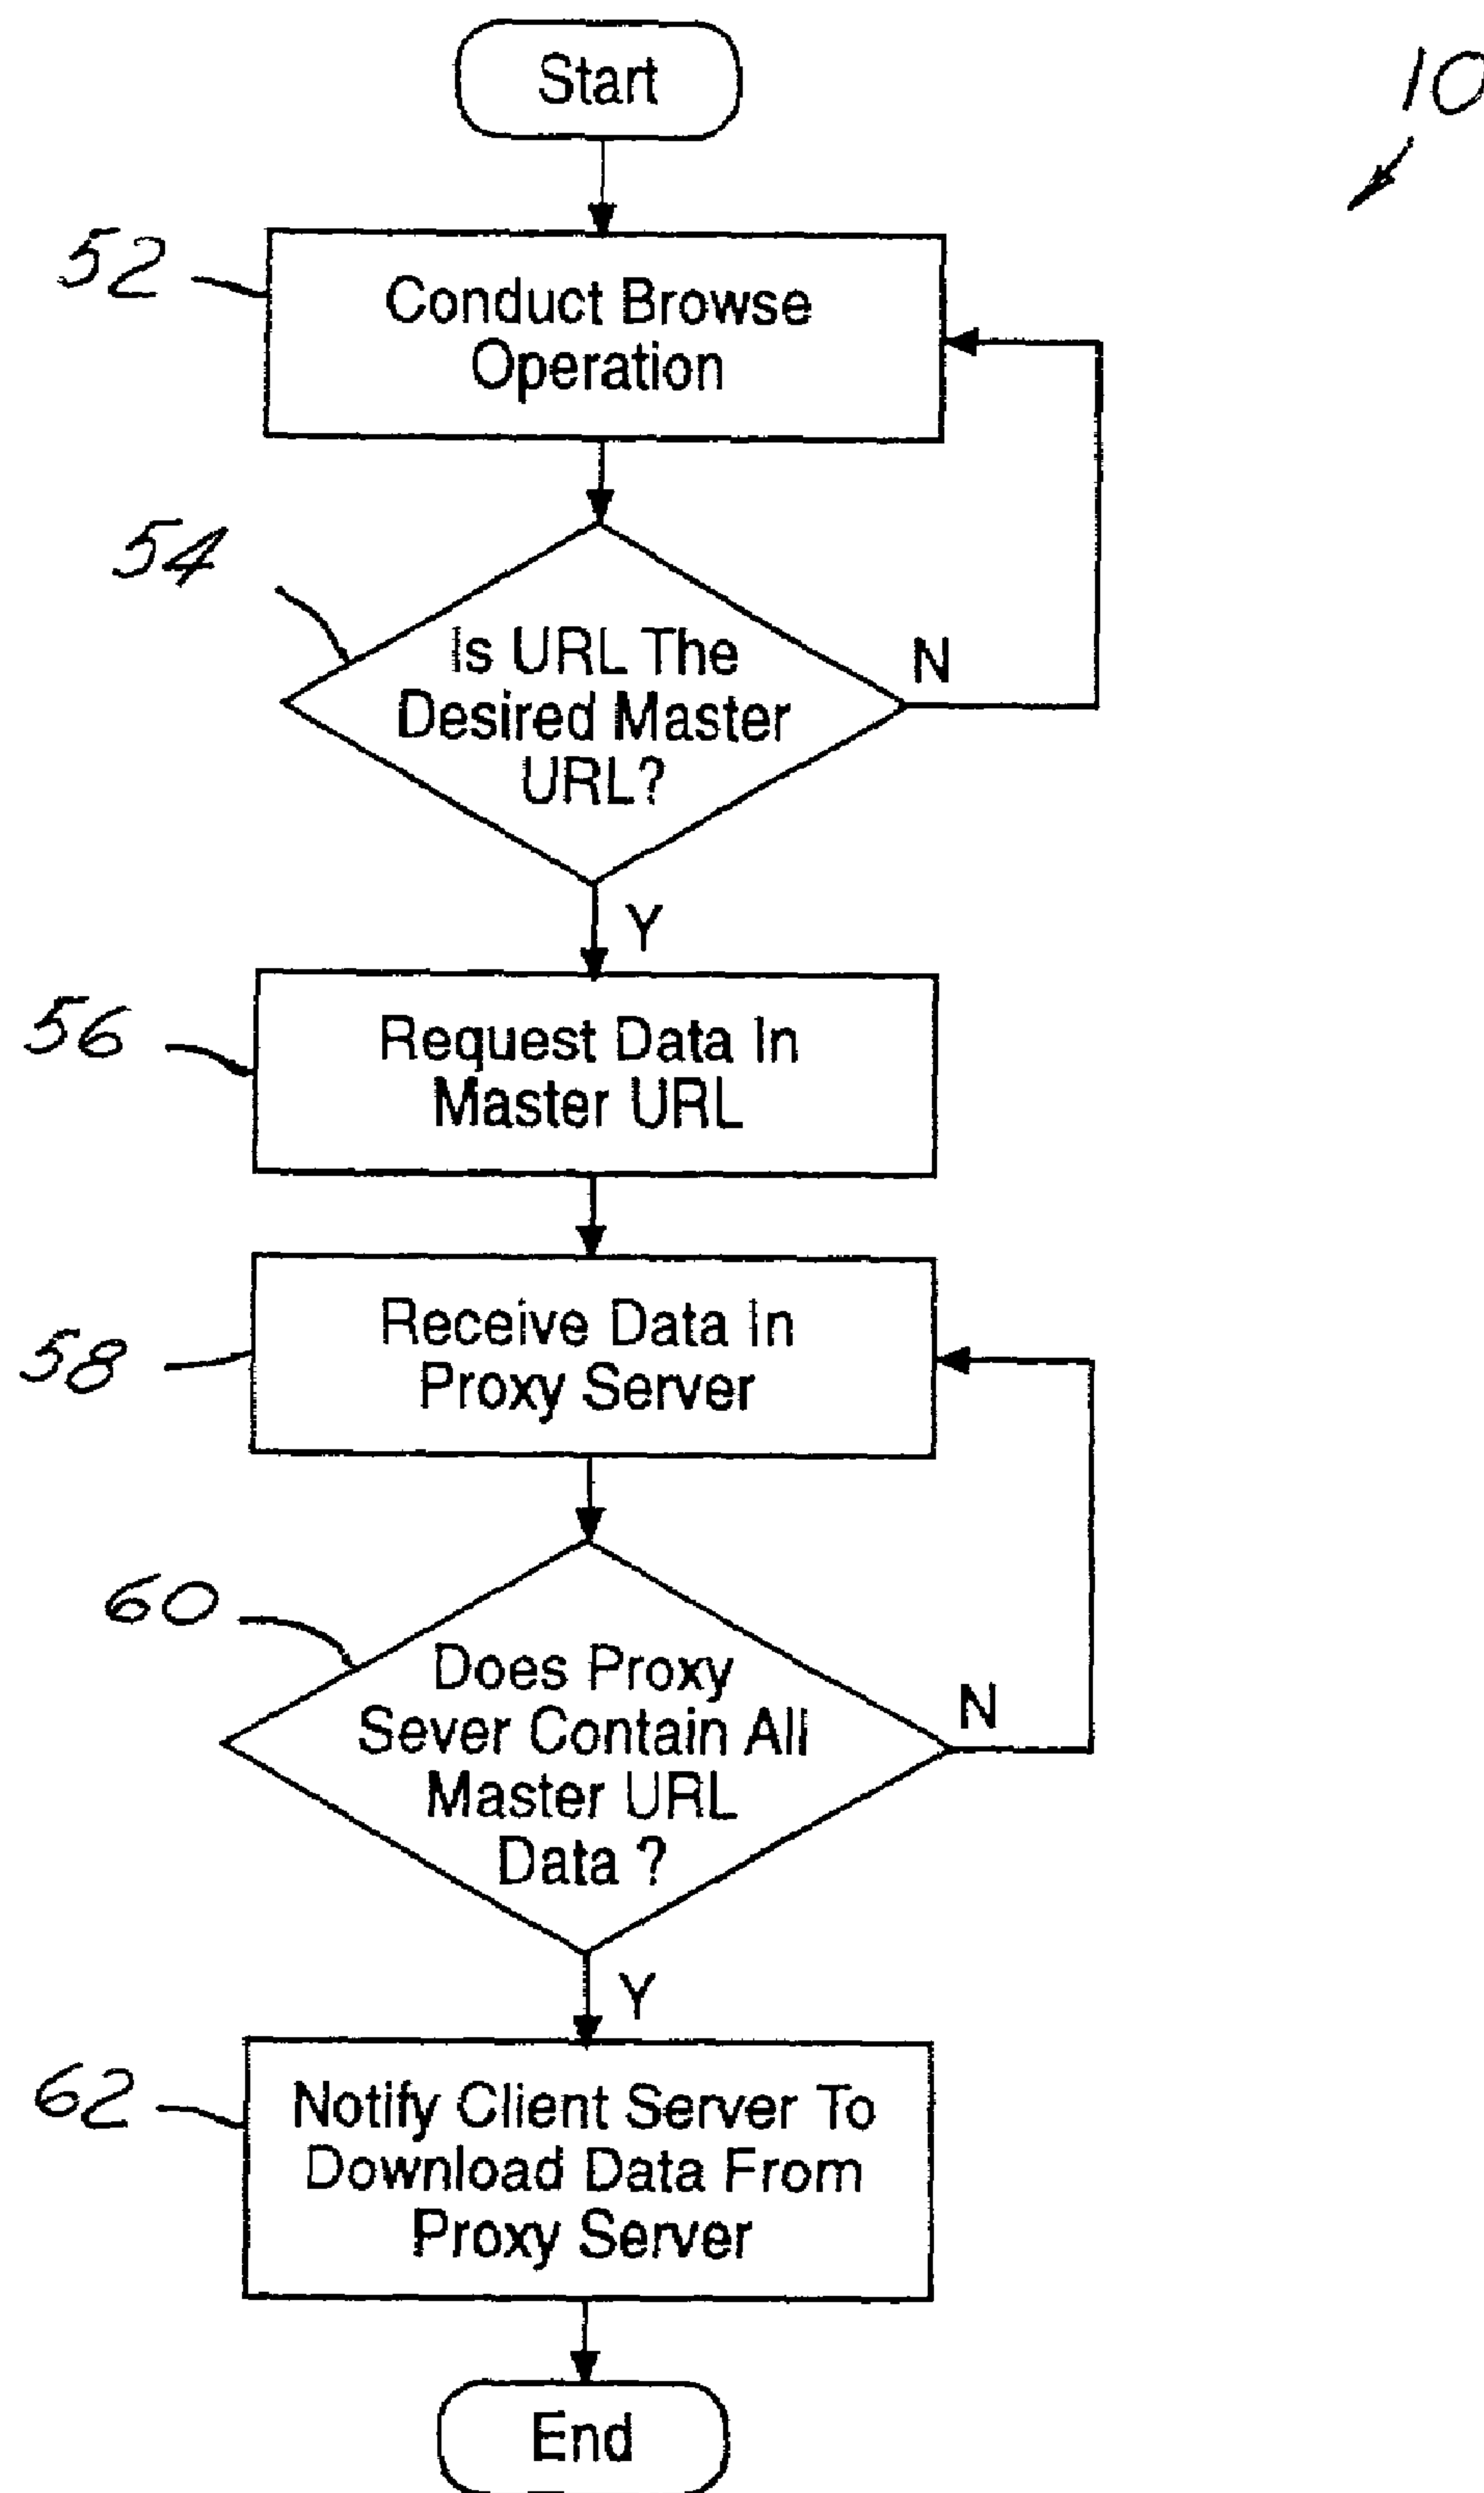 Start
10
52
Conduct Browse
Operation
54
Is URL The
Desired Master
URL?
N
Y
56
Request Data In
Master URL
58
Receive Data In
Proxy Server
60
Does Proxy
Sever Contain All
Master URL
Data ?
N
Y
62
Notify Client Server To
Download Data From
Proxy Server
End